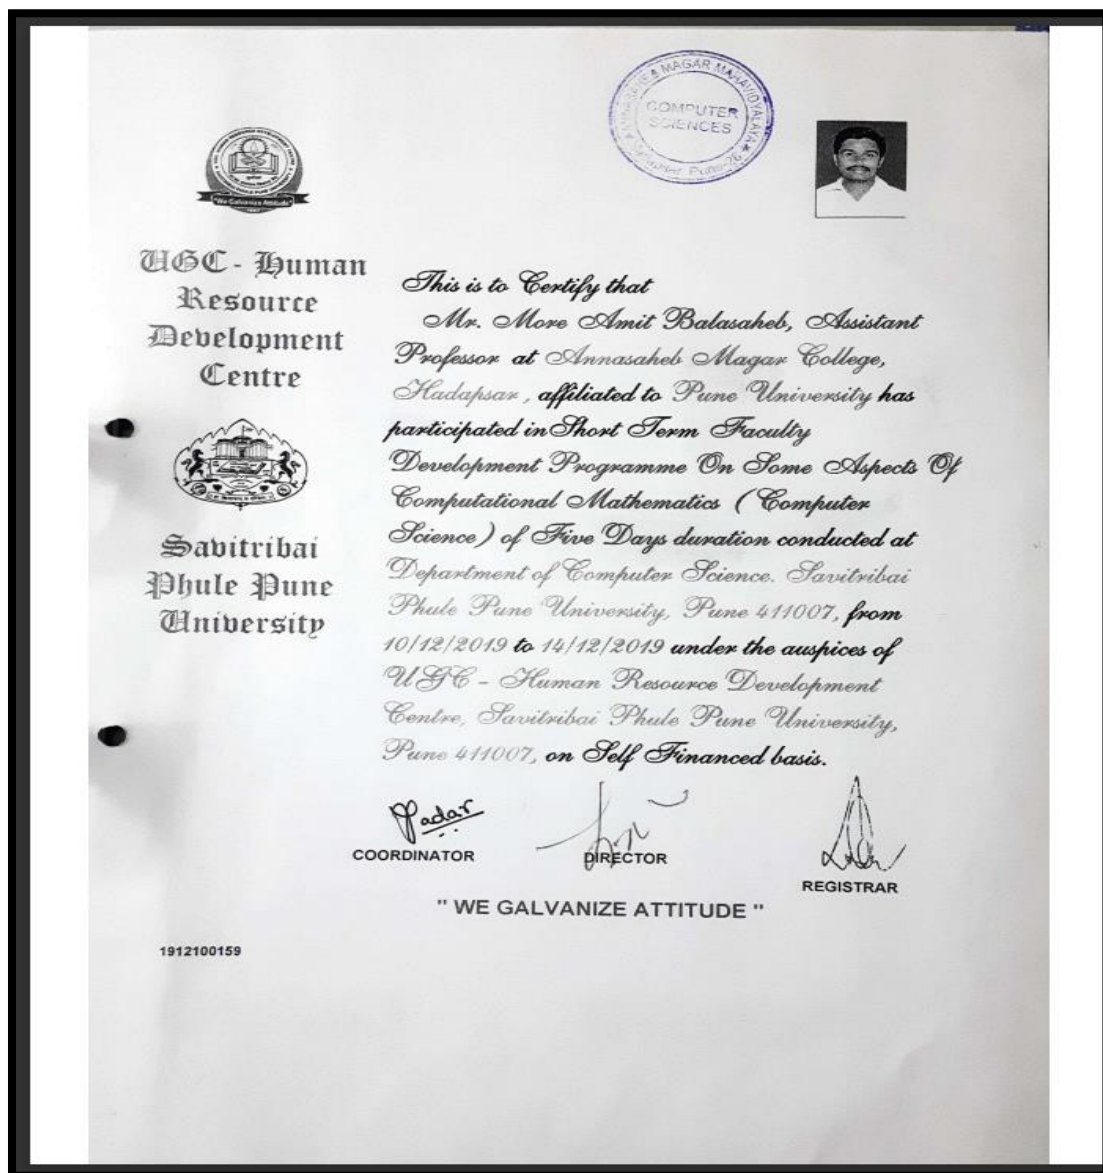 MAGAR MAHAVIDYALAYA
COMPUTER
SCIENCES
"We Galvanize Attitude"
UGC - Human
Resource
Development
Centre
Savitribai
Phule Pune
University
This is to Certify that
Mr. More Amit Balasaheb, Assistant
Professor at Annasaheb Magar College,
Hadapsar, affiliated to Pune University has
participated in Short Term Faculty
Development Programme On Some Aspects Of
Computational Mathematics ( Computer
Science ) of Five Days duration conducted at
Department of Computer Science. Savitribai
Phule Pune University, Pune 411007, from
10/12/2019 to 14/12/2019 under the auspices of
UGC - Human Resource Development
Centre, Savitribai Phule Pune University,
Pune 411007, on Self Financed basis.
COORDINATOR
DIRECTOR
REGISTRAR
" WE GALVANIZE ATTITUDE "
1912100159